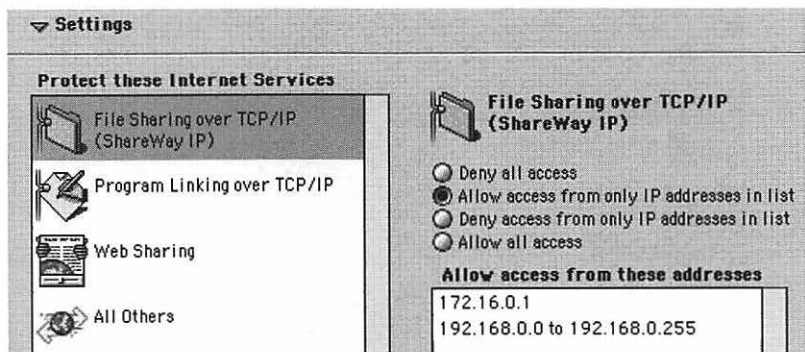 Settings
Protect these Internet Services
File Sharing over TCP/IP
(ShareWay IP)
Program Linking over TCP/IP
Web Sharing
All Others
File Sharing over TCP/IP
(ShareWay IP)
Deny all access
Allow access from only IP addresses in list
Deny access from only IP addresses in list
Allow all access
Allow access from these addresses
172.16.0.1
192.168.0.0 to 192.168.0.255